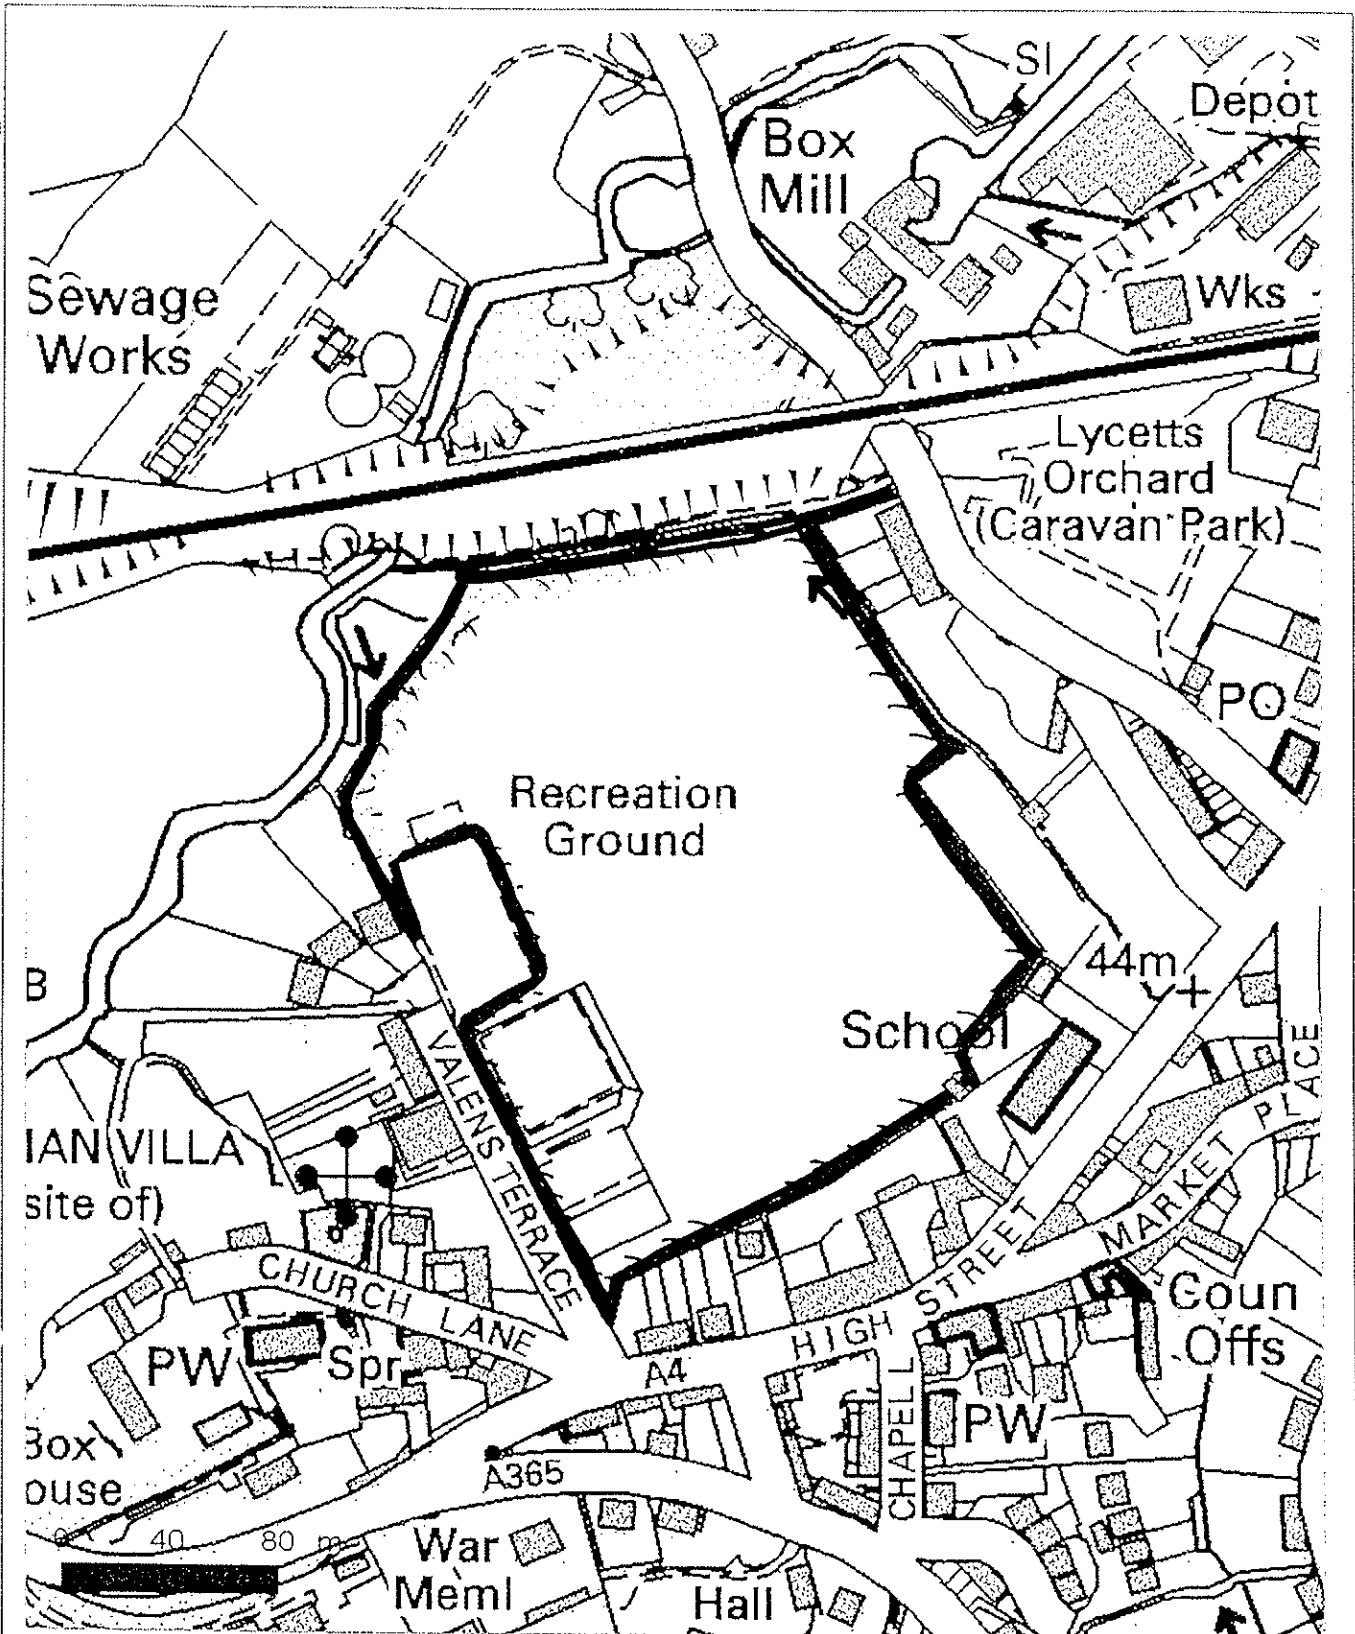 Sl
Depot
Box
Mill
Sewage
Works
Wks
Lycetts
Orchard
(Caravan Park)
PO
Recreation
Ground
44m
B
School
VALENS TERRACE
PLACE
IAN VILLA
site of)
MARKET PLACE
CHURCH LANE
HIGH STREET
Coun
Offs
PW
Spr
A4
CHAPEL L
PW
Box
ouse
A365
0 40 80 m
War
Meml
Hall